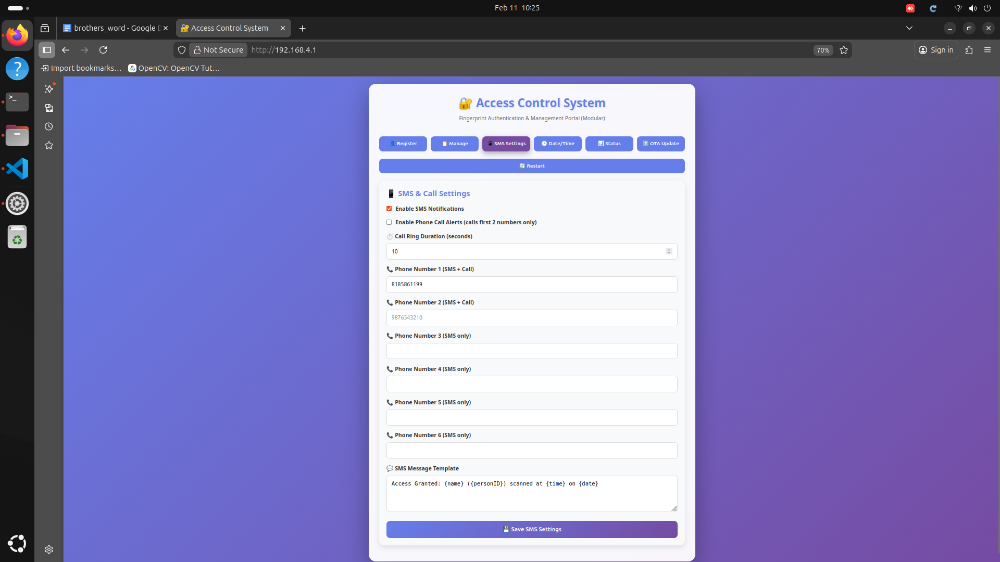 Feb 11 10:25
brothers_word - Google D
Access Control System
Not Secure
http://192.168.4.1
70%
Sign in
Import bookmarks...
OpenCV: OpenCV Tut...
Access Control System
Fingerprint Authentication & Management Portal (Modular)
Register
Manage
SMS Settings
Date/Time
Status
OTA Update
Restart
SMS & Call Settings
Enable SMS Notifications
Enable Phone Call Alerts (calls first 2 numbers only)
Call Ring Duration (seconds)
10
Phone Number 1 (SMS + Call)
8185861199
Phone Number 2 (SMS + Call)
9876543210
Phone Number 3 (SMS only)
Phone Number 4 (SMS only)
Phone Number 5 (SMS only)
Phone Number 6 (SMS only)
SMS Message Template
Access Granted: {name} ({personID}) scanned at {time} on {date}
Save SMS Settings